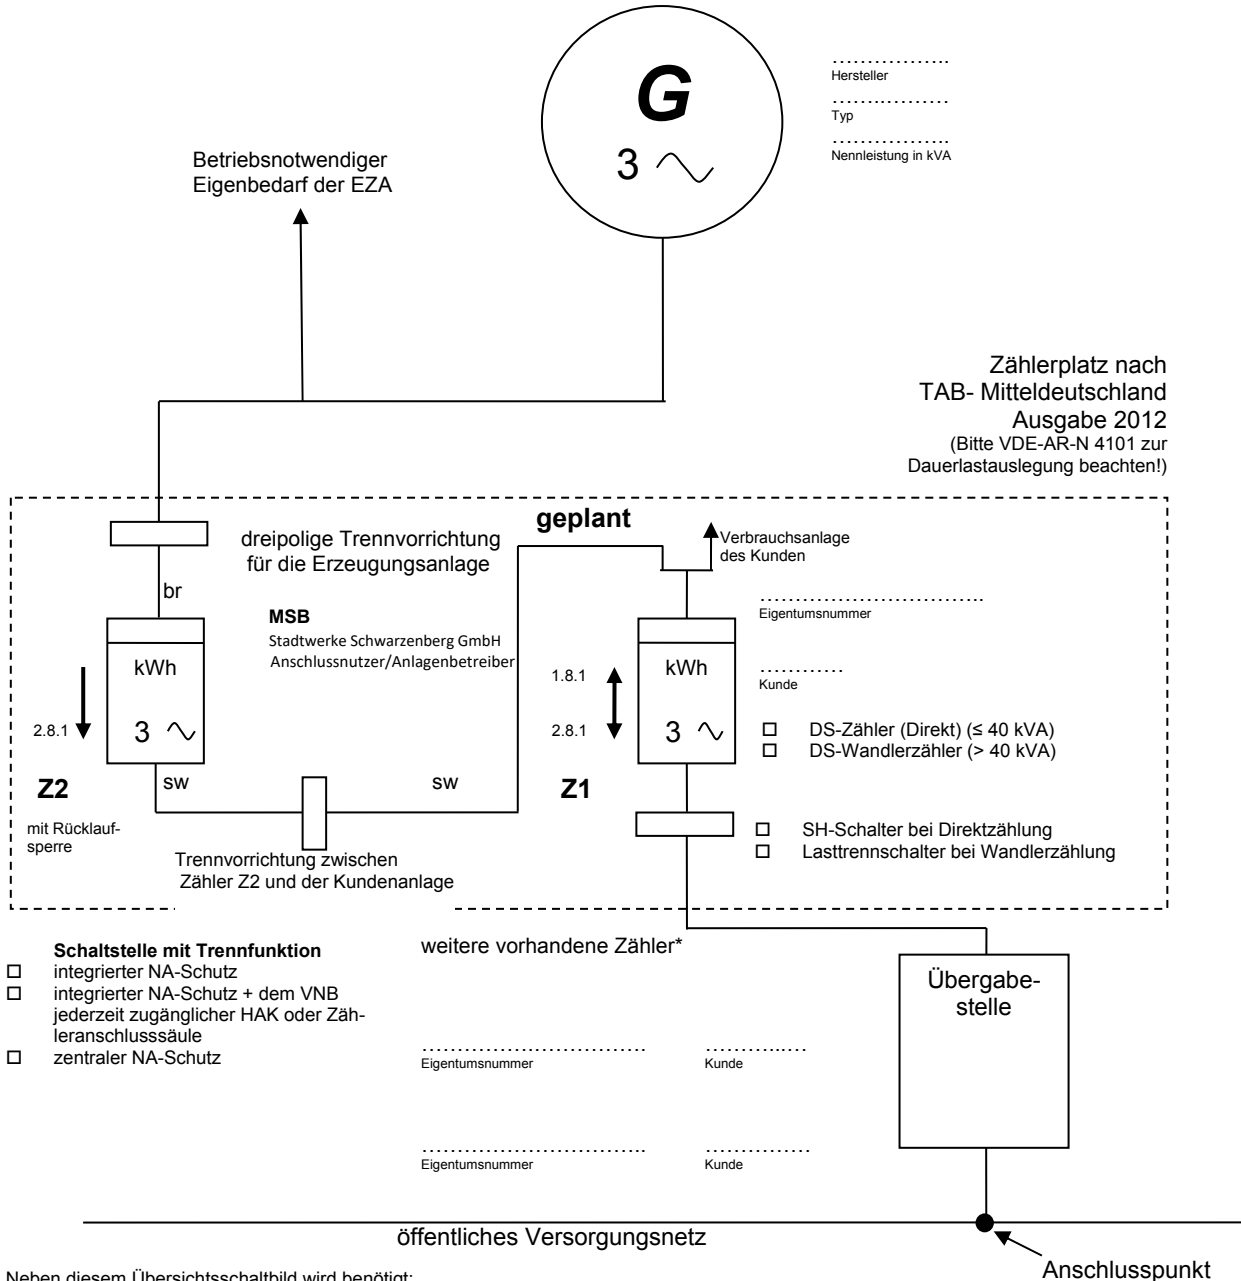 G
3
.................
Hersteller
.................
Typ
.................
Nennleistung in kVA
Betriebsnotwendiger
Eigenbedarf der EZA
Zählerplatz nach
TAB- Mitteldeutschland
Ausgabe 2012
(Bitte VDE-AR-N 4101 zur
Dauerlastauslegung beachten!)
geplant
dreipolige Trennvorrichtung
für die Erzeugungsanlage
Verbrauchsanlage
des Kunden
br
MSB
Stadtwerke Schwarzenberg GmbH
Anschlussnutzer/Anlagenbetreiber
................................
Eigentumsnummer
kWh
3
2.8.1
Z2
mit Rücklauf-
sperre
sw
sw
1.8.1
2.8.1
kWh
3
Z1
............
Kunde
☐ DS-Zähler (Direkt) (≤ 40 kVA)
☐ DS-Wandlerzähler (> 40 kVA)
☐ SH-Schalter bei Direktzählung
☐ Lasttrennschalter bei Wandlerzählung
Trennvorrichtung zwischen
Zähler Z2 und der Kundenanlage
Schaltstelle mit Trennfunktion
☐ integrierter NA-Schutz
☐ integrierter NA-Schutz + dem VNB
jederzeit zugänglicher HAK oder Zäh-
leranschlusssäule
☐ zentraler NA-Schutz
weitere vorhandene Zähler*
................................ ...............
Eigentumsnummer Kunde
................................ ...............
Eigentumsnummer Kunde
Übergabe-
stelle
öffentliches Versorgungsnetz
Anschlusspunkt
Neben diesem Übersichtsschaltbild wird benötigt: